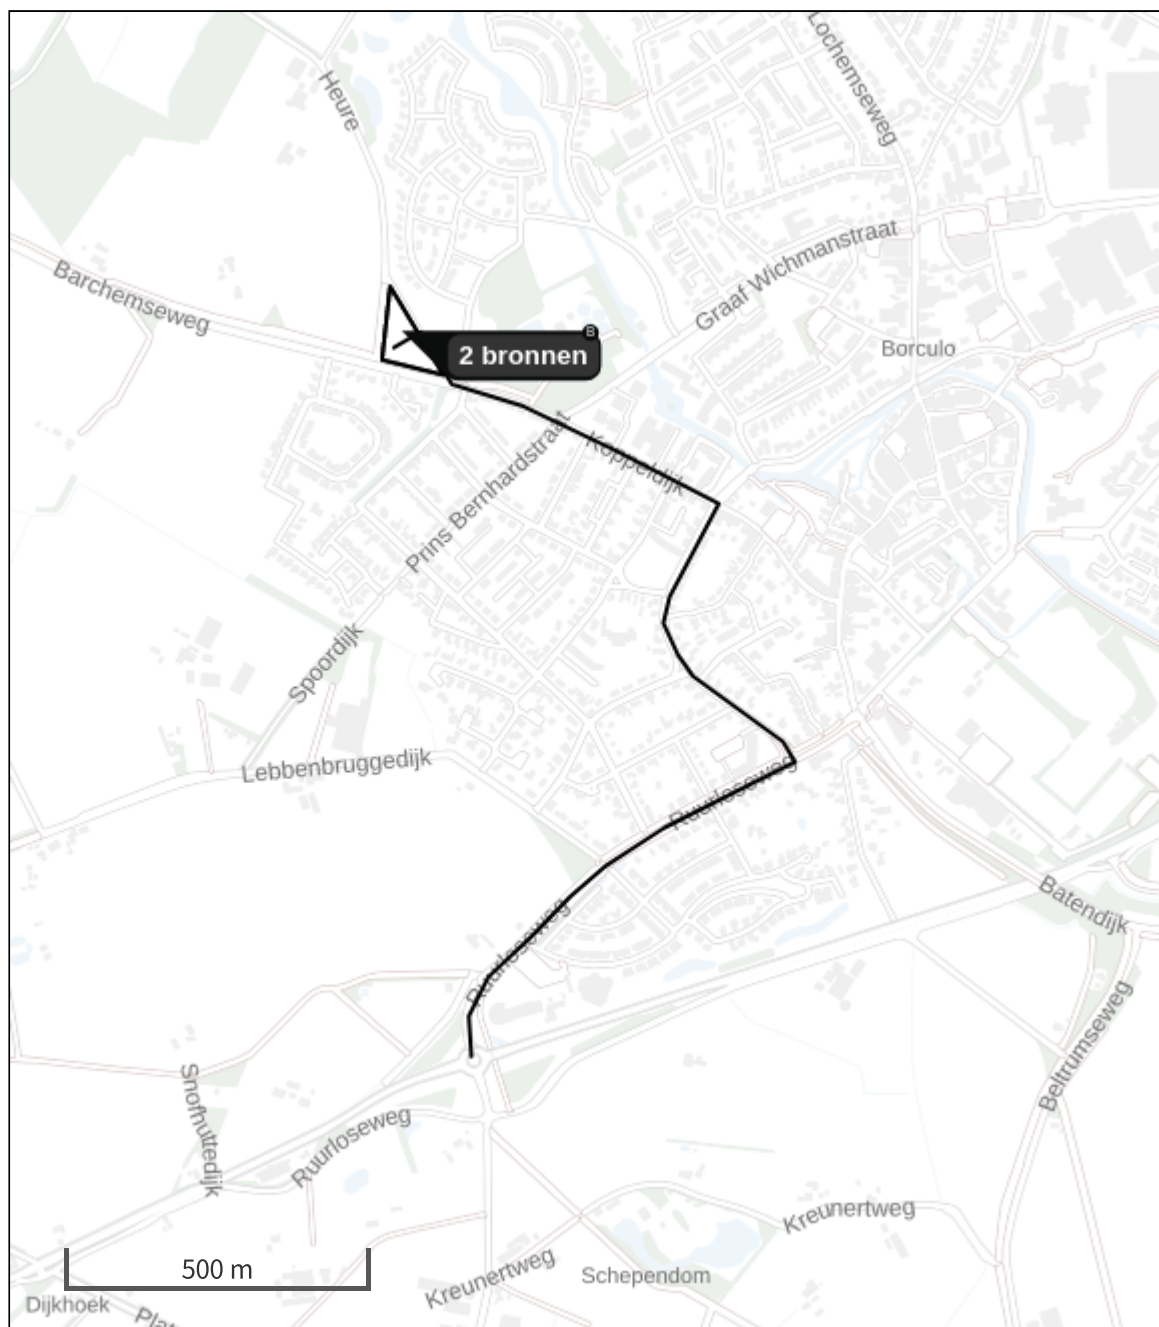 Lochemseweg
Heure
Graaf Wichmanstraat
Barchemseweg
B
2 bronnen
Borculo
Koppeldijk
Prins Bernhardstraat
Spoordijk
Lebbenbruggedijk
Ruurloseweg
Batendijk
Ruurloseweg
Beltrumseweg
Snofhuttedijk
Ruurloseweg
Kreunertweg
500 m
Kreunertweg
Schependom
Dijkhoek